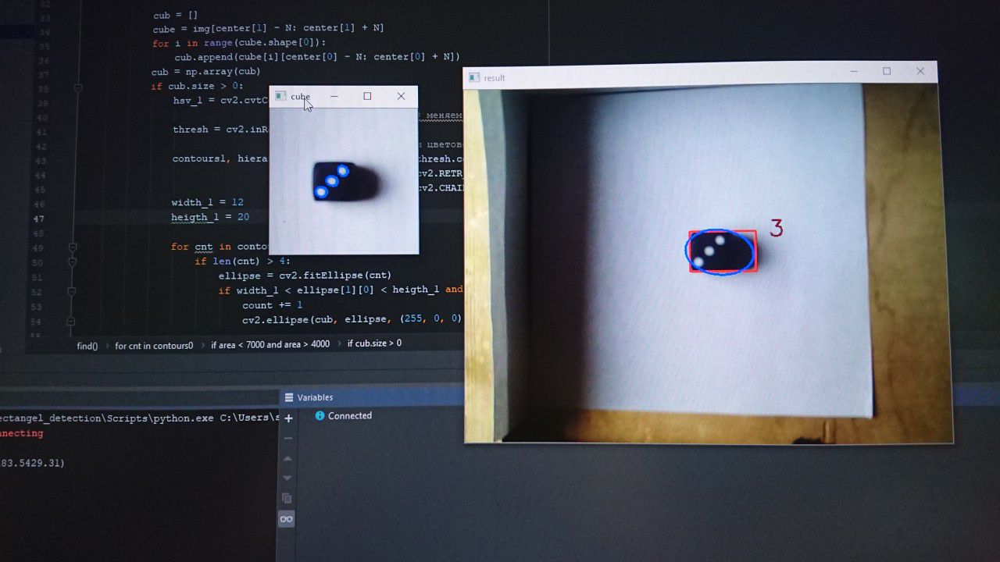 32
33 cub = []
34 cube = img[center[1] - N: center[1] + N]
35 for i in range(cube.shape[0]):
36 cub.append(cube[i][center[0] - N: center[0] + N])
37 cub = np.array(cub)
38 if cub.size > 0:
39 hsv_l = cv2.cvtC
40 меняем
41 thresh = cv2.inR
42 цветово
43 contours1, hiera thresh.co
44 cv2.RETR
45 cv2.CHAI
46 width_l = 12
47 heigth_l = 20
48
49 for cnt in conto
50 if len(cnt) > 4:
51 ellipse = cv2.fitEllipse(cnt)
52 if width_l < ellipse[1][0] < heigth_l and
53 count += 1
54 cv2.ellipse(cub, ellipse, (255, 0, 0)
find() for cnt in contours0 if area < 7000 and area > 4000 if cub.size > 0
cube
result
3
Variables
Connected
ectangel_detection\Scripts\python.exe C:\Users\s
nnecting
83.5429.31)